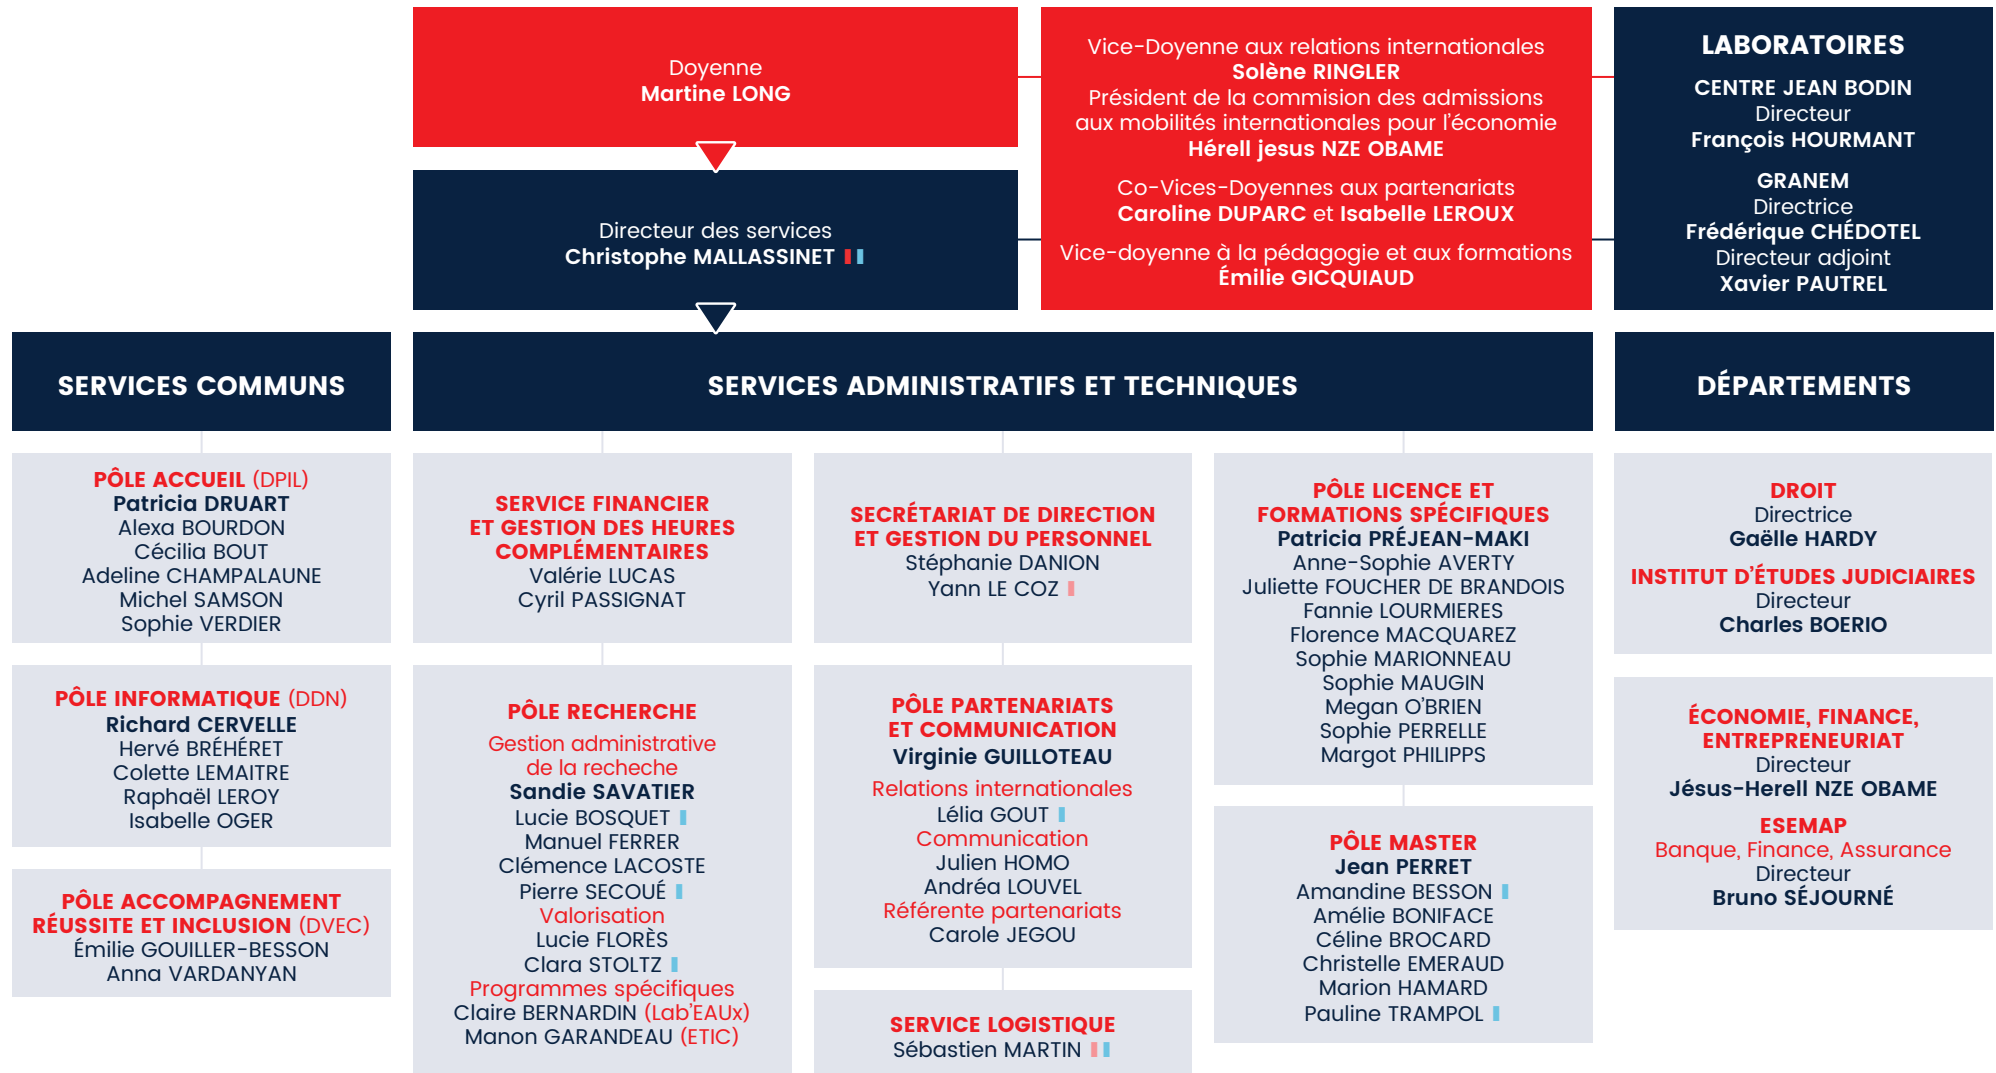 Doyenne
Martine LONG
Directeur des services
Christophe MALLASSINET
Vice-Doyenne aux relations internationales
Solène RINGLER
Président de la commision des admissions
aux mobilités internationales pour l’économie
Hérell jesus NZE OBAME
Co-Vices-Doyennes aux partenariats
Caroline DUPARC et Isabelle LEROUX
Vice-doyenne à la pédagogie et aux formations
Émilie GICQUIAUD
LABORATOIRES
CENTRE JEAN BODIN
Directeur
François HOURMANT
GRANEM
Directrice
Frédérique CHÉDOTEL
Directeur adjoint
Xavier PAUTREL
SERVICES COMMUNS
PÔLE ACCUEIL (DPIL)
Patricia DRUART
Alexa BOURDON
Cécilia BOUT
Adeline CHAMPALAUNE
Michel SAMSON
Sophie VERDIER
PÔLE INFORMATIQUE (DDN)
Richard CERVELLE
Hervé BRÉHÉRET
Colette LEMAITRE
Raphaël LEROY
Isabelle OGER
PÔLE ACCOMPAGNEMENT
RÉUSSITE ET INCLUSION (DVEC)
Émilie GOUILLER-BESSON
Anna VARDANYAN
SERVICES ADMINISTRATIFS ET TECHNIQUES
SERVICE FINANCIER
ET GESTION DES HEURES
COMPLÉMENTAIRES
Valérie LUCAS
Cyril PASSIGNAT
PÔLE RECHERCHE
Gestion administrative
de la recheche
Sandie SAVATIER
Lucie BOSQUET
Manuel FERRER
Clémence LACOSTE
Pierre SECOUÉ
Valorisation
Lucie FLORÈS
Clara STOLTZ
Programmes spécifiques
Claire BERNARDIN (Lab’EAUx)
Manon GARANDEAU (ETIC)
SECRÉTARIAT DE DIRECTION
ET GESTION DU PERSONNEL
Stéphanie DANION
Yann LE COZ
PÔLE PARTENARIATS
ET COMMUNICATION
Virginie GUILLOTEAU
Relations internationales
Lélia GOUT
Communication
Julien HOMO
Andréa LOUVEL
Référente partenariats
Carole JEGOU
SERVICE LOGISTIQUE
Sébastien MARTIN
PÔLE LICENCE ET
FORMATIONS SPÉCIFIQUES
Patricia PRÉJEAN-MAKI
Anne-Sophie AVERTY
Juliette FOUCHER DE BRANDOIS
Fannie LOURMIERES
Florence MACQUAREZ
Sophie MARIONNEAU
Sophie MAUGIN
Megan O’BRIEN
Sophie PERRELLE
Margot PHILIPPS
PÔLE MASTER
Jean PERRET
Amandine BESSON
Amélie BONIFACE
Céline BROCARD
Christelle EMERAUD
Marion HAMARD
Pauline TRAMPOL
DÉPARTEMENTS
DROIT
Directrice
Gaëlle HARDY
INSTITUT D’ÉTUDES JUDICIAIRES
Directeur
Charles BOERIO
ÉCONOMIE, FINANCE,
ENTREPRENEURIAT
Directeur
Jésus-Herell NZE OBAME
ESEMAP
Banque, Finance, Assurance
Directeur
Bruno SÉJOURNÉ